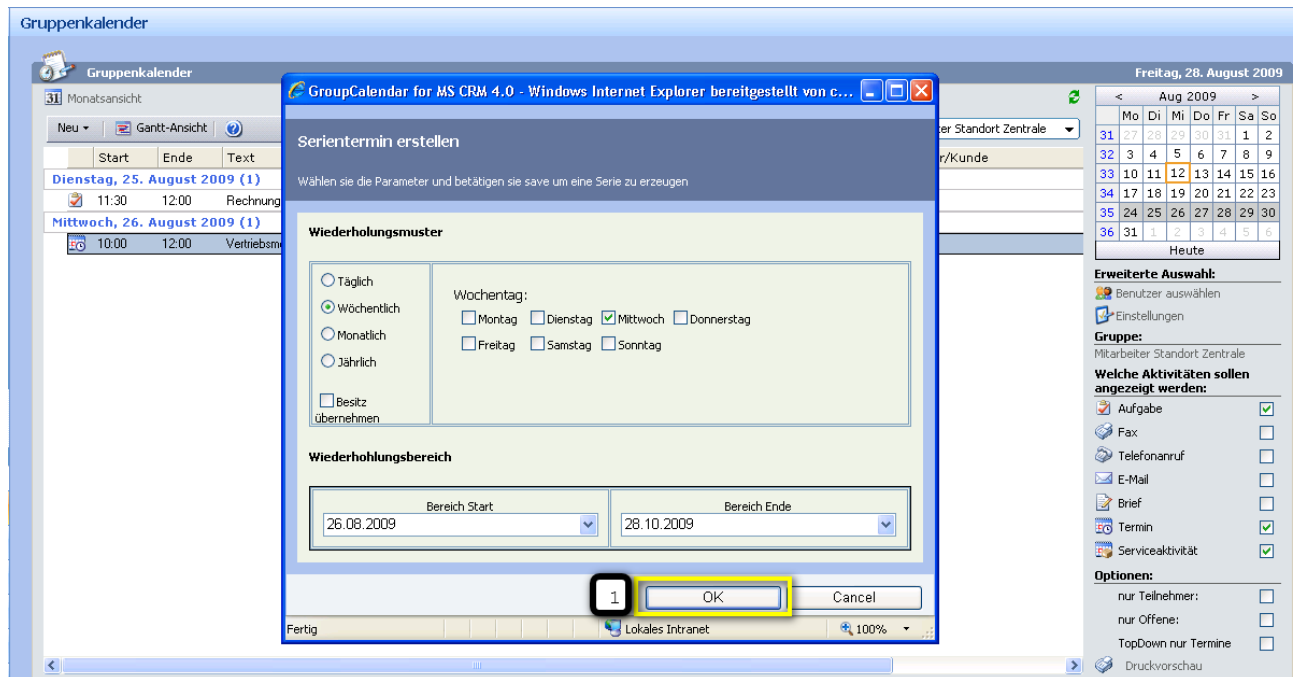 Gruppenkalender
Gruppenkalender
Freitag, 28. August 2009
31 Monatsansicht
Neu
Gantt-Ansicht
ter Standort Zentrale
Start Ende Text
r/Kunde
Dienstag, 25. August 2009 (1)
11:30 12:00 Rechnung
Mittwoch, 26. August 2009 (1)
10:00 12:00 Vertriebsm
GroupCalendar for MS CRM 4.0 - Windows Internet Explorer bereitgestellt von c...
Serientermin erstellen
Wählen sie die Parameter und betätigen sie save um eine Serie zu erzeugen
Wiederholungsmuster
Täglich
Wöchentlich
Monatlich
Jährlich
Besitz
übernehmen
Wochentag:
Montag Dienstag Mittwoch Donnerstag
Freitag Samstag Sonntag
Wiederhohlungsbereich
Bereich Start
26.08.2009
Bereich Ende
28.10.2009
1
OK
Cancel
Fertig
Lokales Intranet
100%
< Aug 2009 >
Mo Di Mi Do Fr Sa So
31 27 28 29 30 31 1 2
32 3 4 5 6 7 8 9
33 10 11 12 13 14 15 16
34 17 18 19 20 21 22 23
35 24 25 26 27 28 29 30
36 31 1 2 3 4 5 6
Heute
Erweiterte Auswahl:
Benutzer auswählen
Einstellungen
Gruppe:
Mitarbeiter Standort Zentrale
Welche Aktivitäten sollen
angezeigt werden:
Aufgabe
Fax
Telefonanruf
E-Mail
Brief
Termin
Serviceaktivität
Optionen:
nur Teilnehmer:
nur Offene:
TopDown nur Termine
Druckvorschau